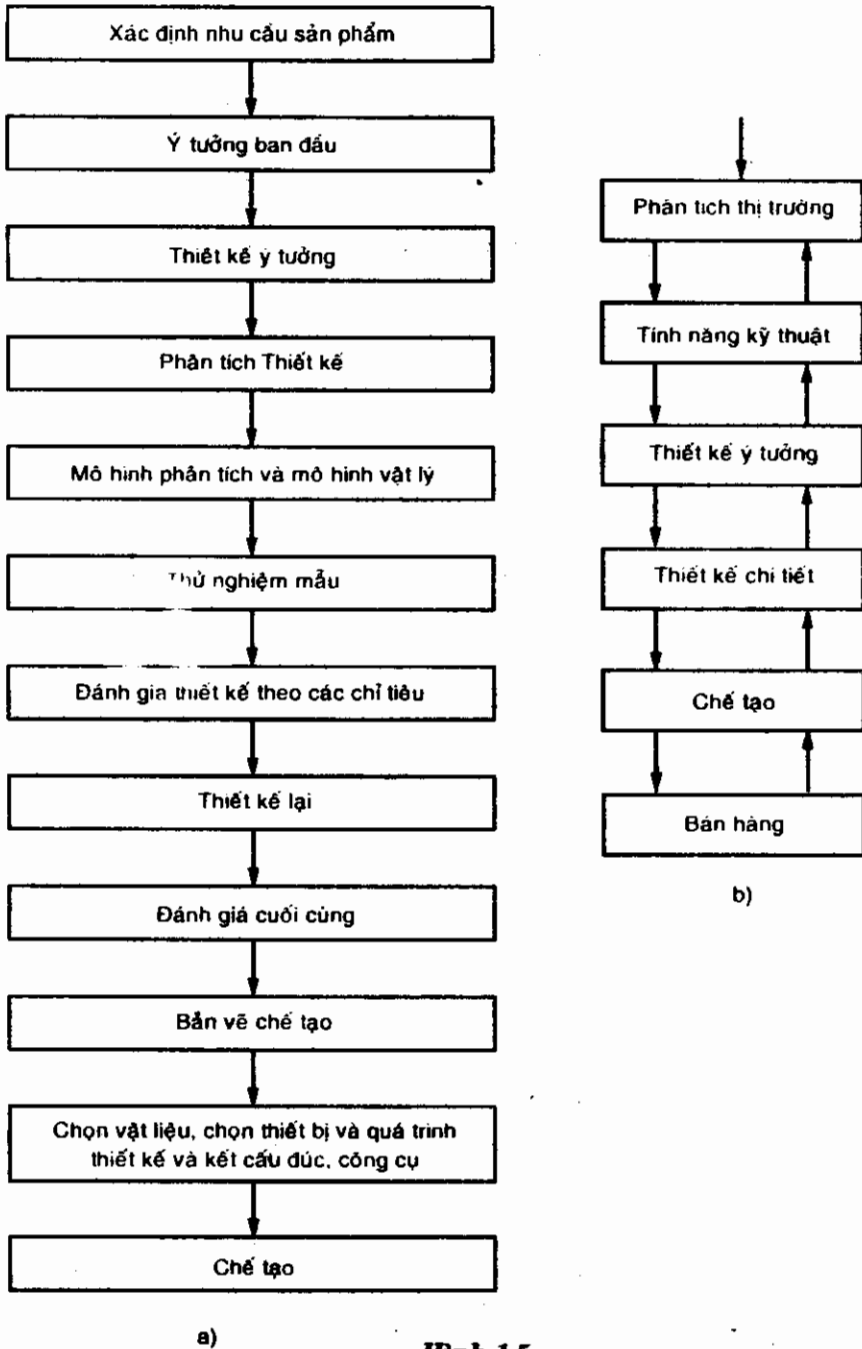 Xác định nhu cầu sản phẩm
Ý tưởng ban đầu
Thiết kế ý tưởng
Phân tích Thiết kế
Mô hình phân tích và mô hình vật lý
Thử nghiệm mẫu
Đánh gia thiết kế theo các chỉ tiêu
Thiết kế lại
Đánh giá cuối cùng
Bản vẽ chế tạo
Chọn vật liệu, chọn thiết bị và quá trình
thiết kế và kết cấu đúc, công cụ
Chế tạo
a)
Phân tích thị trường
Tính năng kỹ thuật
Thiết kế ý tưởng
Thiết kế chi tiết
Chế tạo
Bán hàng
b)